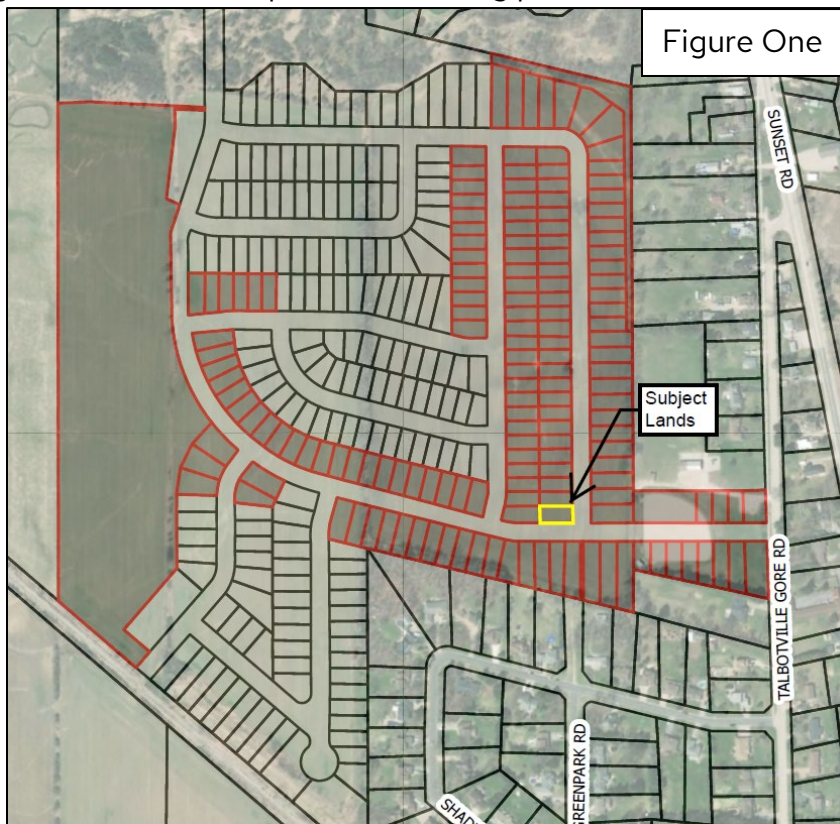 Figure One
SUNSET RD
Subject
Lands
TALBOTVILLE GORE RD
GREENPARK RD